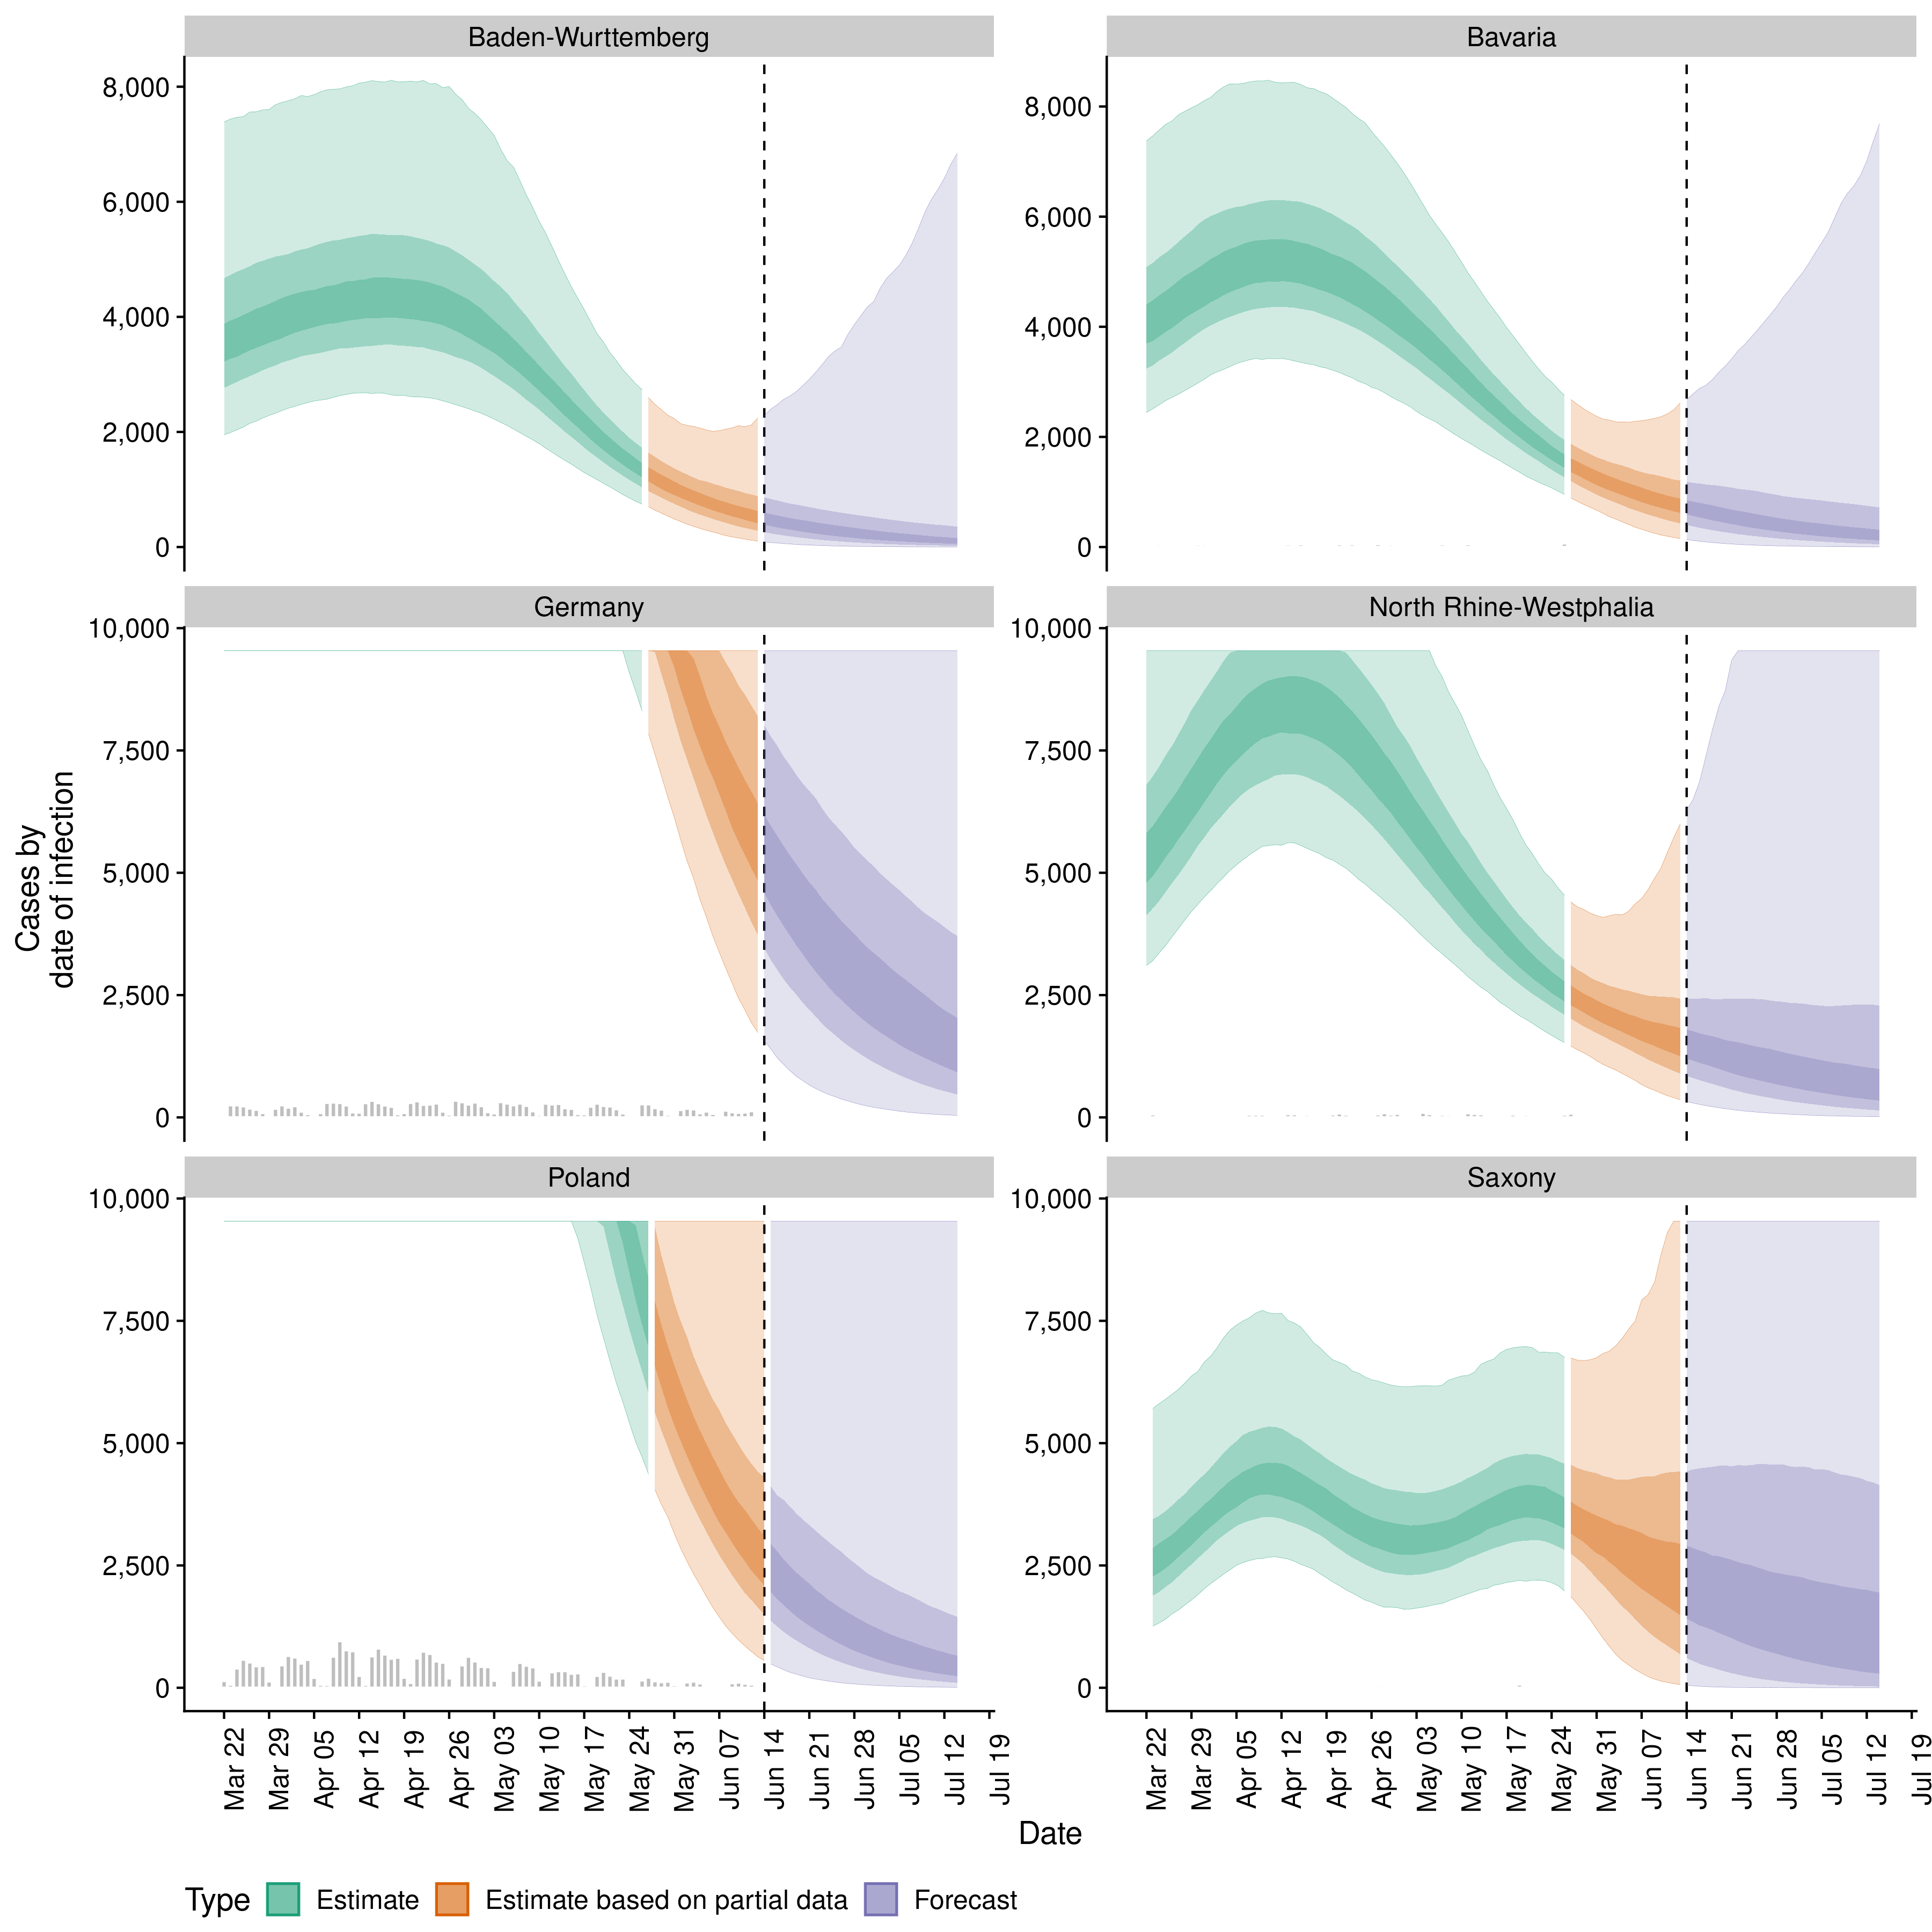 Baden-Wurttemberg
Bavaria
8,000
6,000
4,000
2,000
0
8,000
6,000
4,000
2,000
0
Germany
North Rhine-Westphalia
10,000
7,500
5,000
2,500
0
10,000
7,500
5,000
2,500
0
Cases by
date of infection
Poland
Saxony
10,000
7,500
5,000
2,500
0
10,000
7,500
5,000
2,500
0
Mar 22
Mar 29
Apr 05
Apr 12
Apr 19
Apr 26
May 03
May 10
May 17
May 24
May 31
Jun 07
Jun 14
Jun 21
Jun 28
Jul 05
Jul 12
Jul 19
Mar 22
Mar 29
Apr 05
Apr 12
Apr 19
Apr 26
May 03
May 10
May 17
May 24
May 31
Jun 07
Jun 14
Jun 21
Jun 28
Jul 05
Jul 12
Jul 19
Date
Type Estimate Estimate based on partial data Forecast